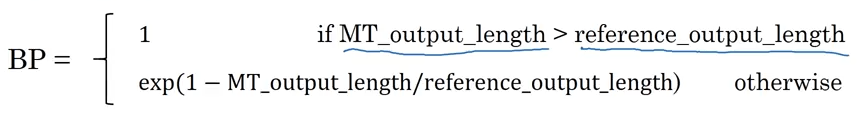 1 if MT_output_length > reference_output_length
BP =
exp(1 − MT_output_length/reference_output_length) otherwise